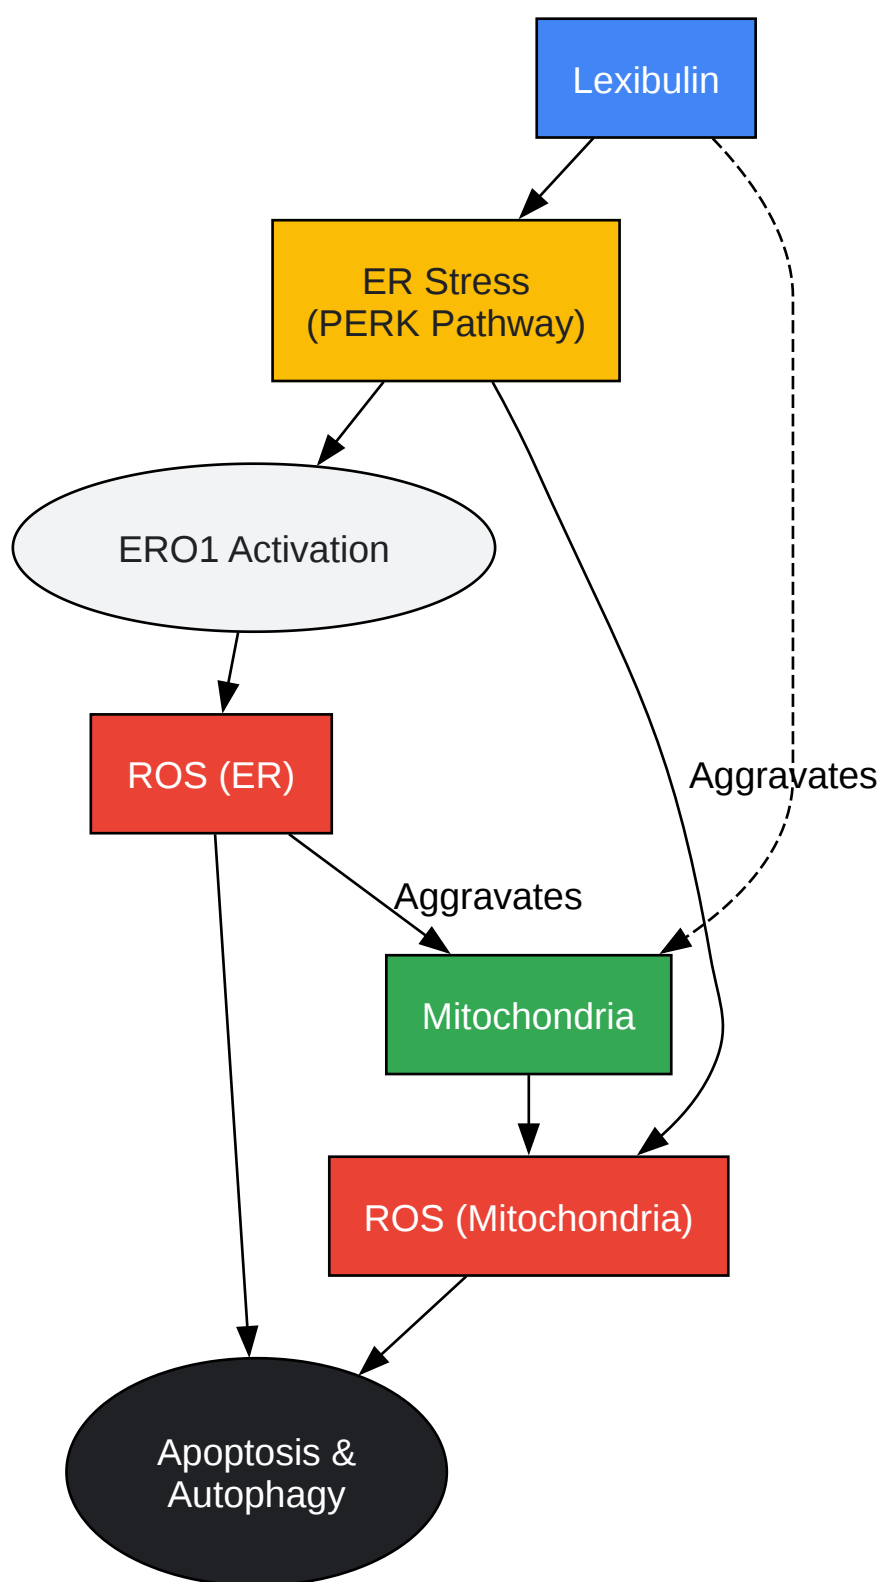 Lexibulin
ER Stress
(PERK Pathway)
ERO1 Activation
ROS (ER)
Aggravates
Aggravates
Mitochondria
ROS (Mitochondria)
Apoptosis &
Autophagy